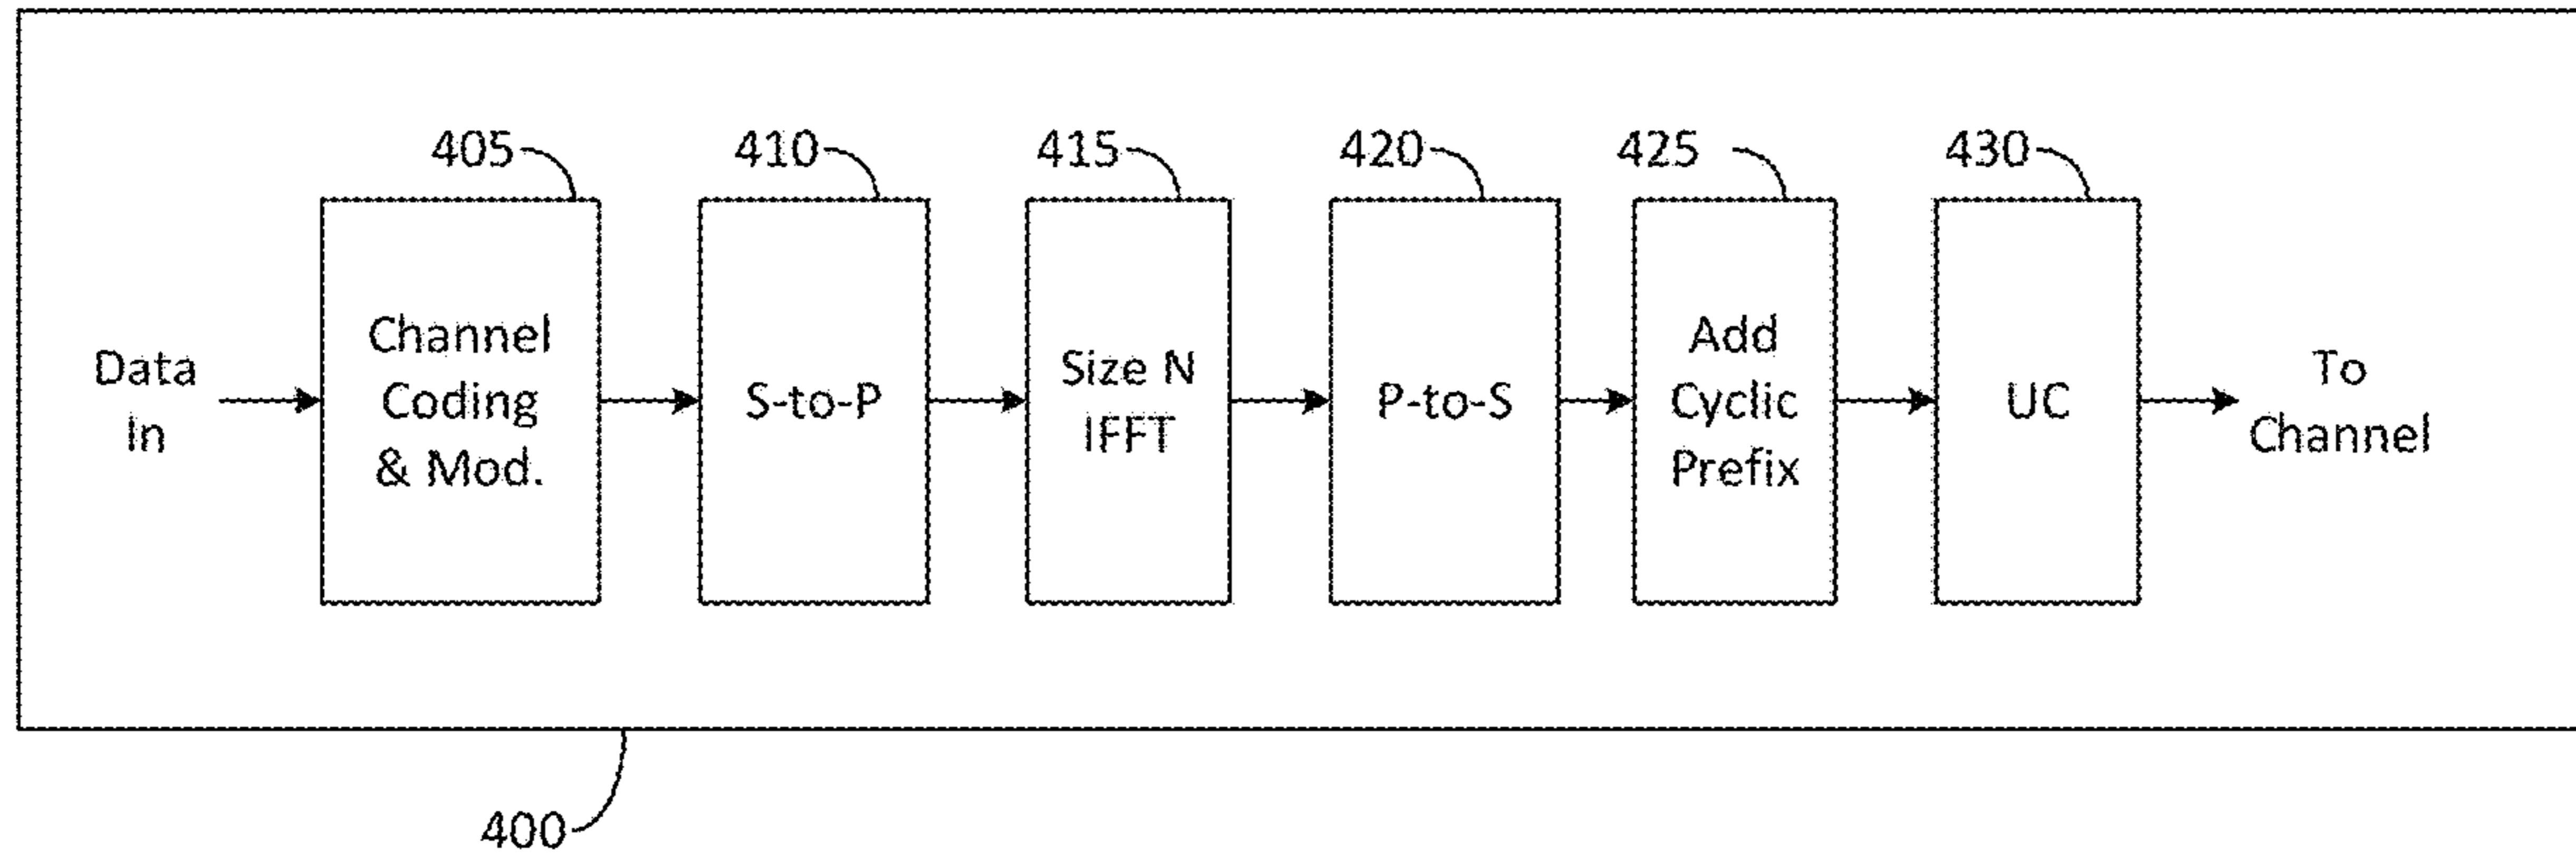 405
410
415
420
425
430
Data
In
Channel
Coding
& Mod.
S-to-P
Size N
IFFT
P-to-S
Add
Cyclic
Prefix
UC
To
Channel
400